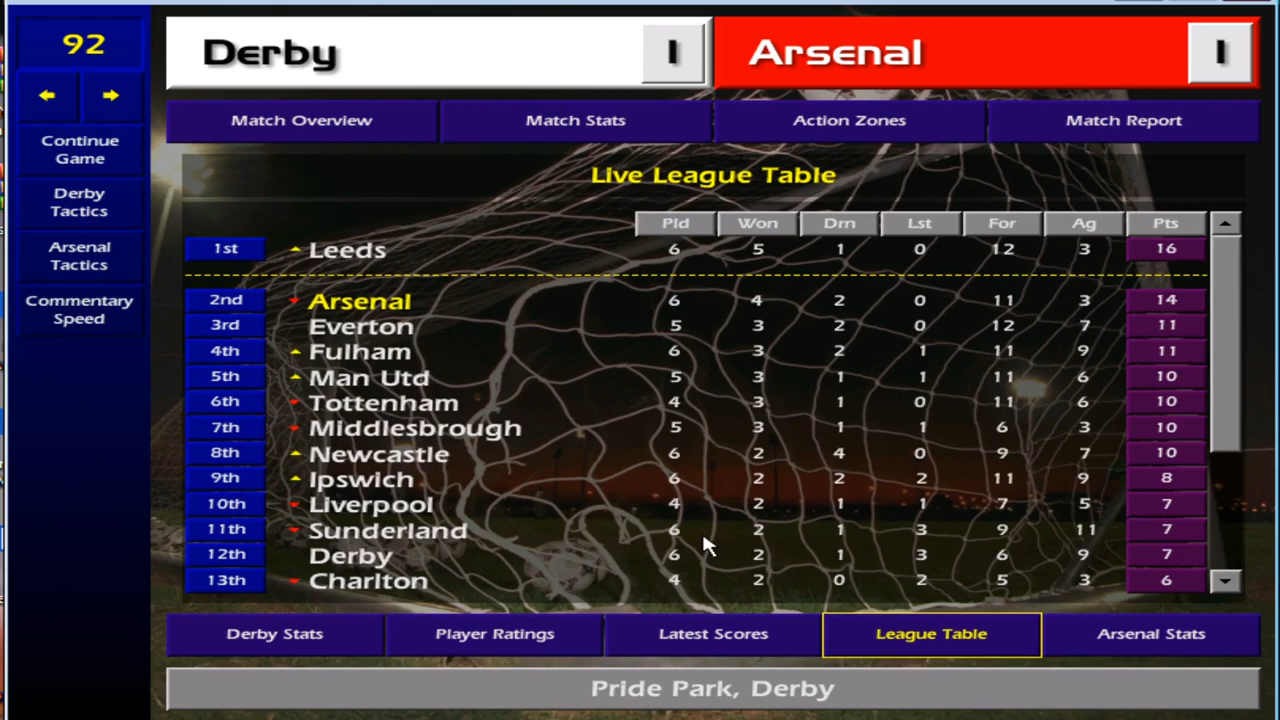 92
Derby 1 Arsenal 1
Match Overview Match Stats Action Zones Match Report
Continue Game
Derby Tactics
Arsenal Tactics
Commentary Speed
Live League Table
Pld Won Drn Lst For Ag Pts
1st Leeds 6 5 1 0 12 3 16
2nd Arsenal 6 4 2 0 11 3 14
3rd Everton 5 3 2 0 12 7 11
4th Fulham 6 3 2 1 11 9 11
5th Man Utd 5 3 1 1 11 6 10
6th Tottenham 4 3 1 0 11 6 10
7th Middlesbrough 5 3 1 1 6 3 10
8th Newcastle 6 2 4 0 9 7 10
9th Ipswich 6 2 2 2 11 9 8
10th Liverpool 4 2 1 1 7 5 7
11th Sunderland 6 2 1 3 9 11 7
12th Derby 6 2 1 3 6 9 7
13th Charlton 4 2 0 2 5 3 6
Derby Stats Player Ratings Latest Scores League Table Arsenal Stats
Pride Park, Derby